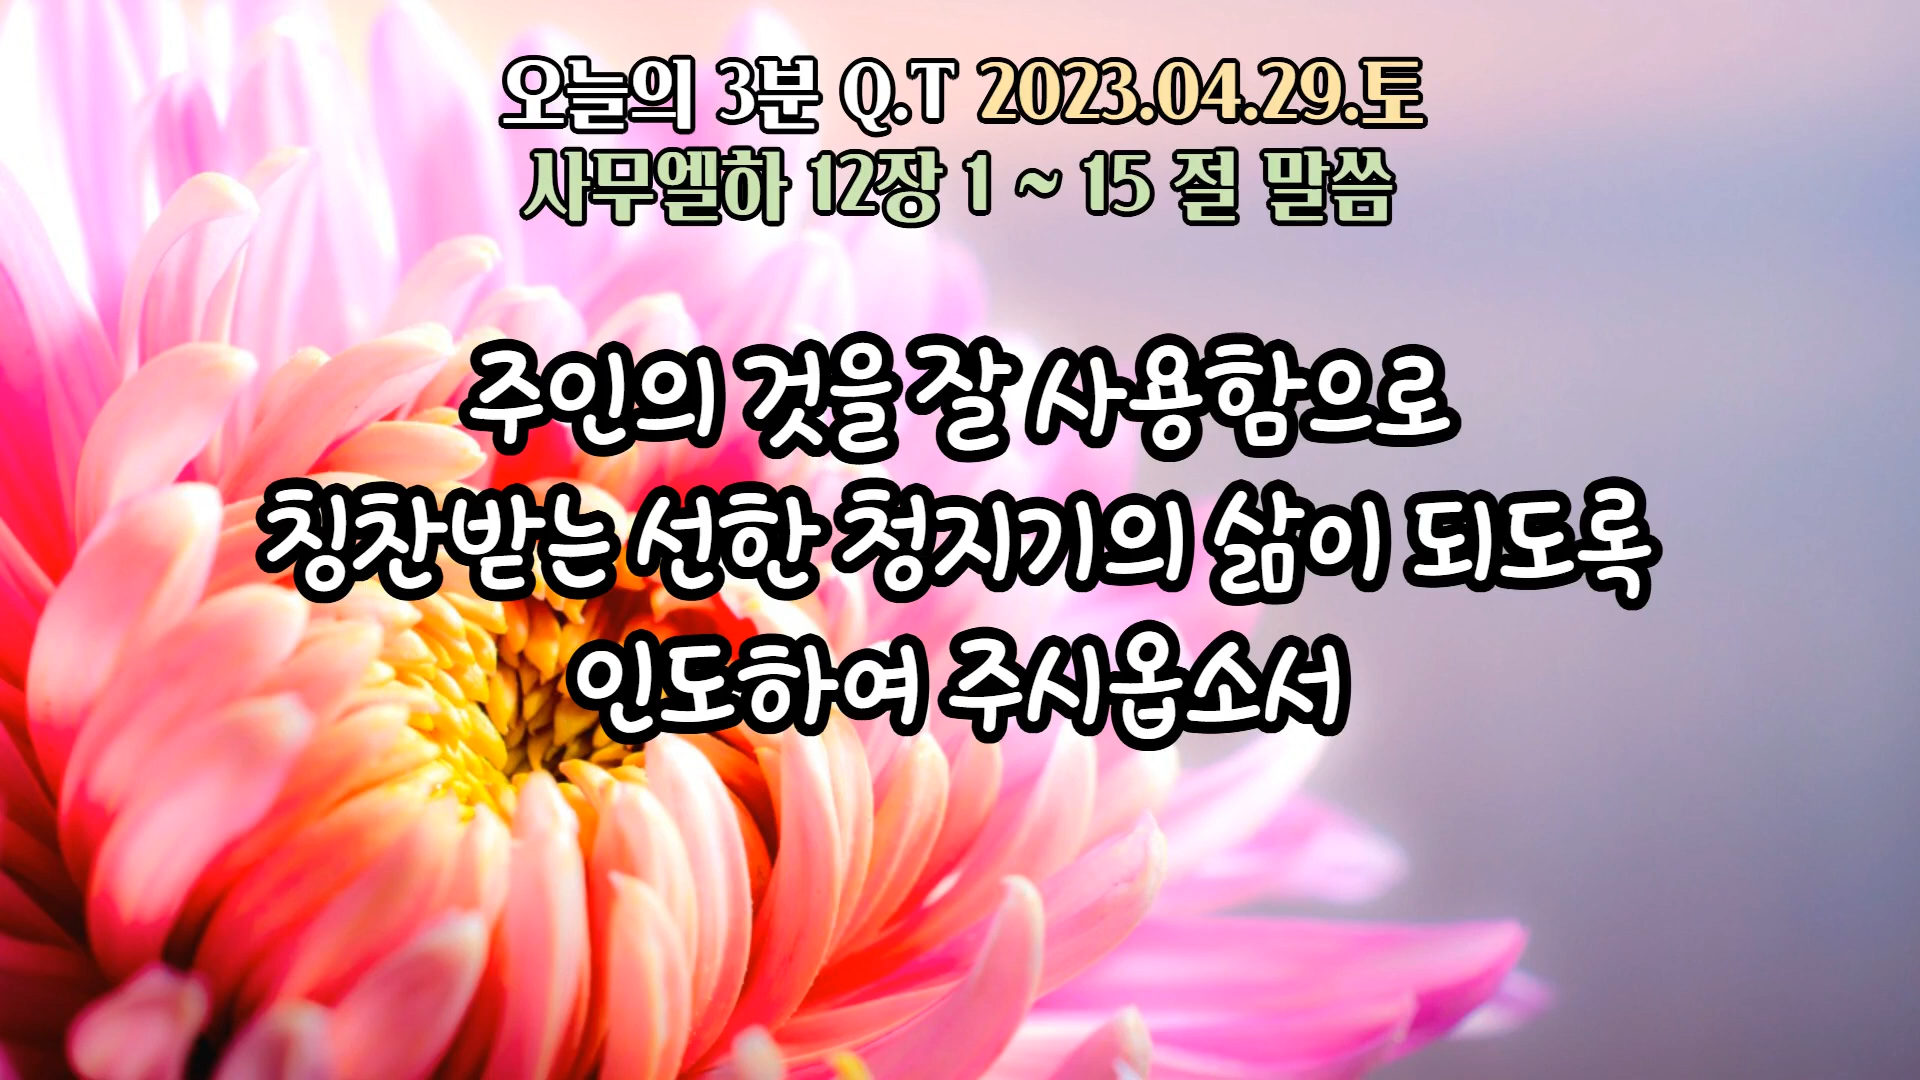 오늘의 3분 Q.T 2023.04.29.토
사무엘하 12장 1 ~ 15 절 말씀
주인의 것을 잘 사용함으로
칭찬받는 선한 청지기의 삶이 되도록
인도하여 주시옵소서